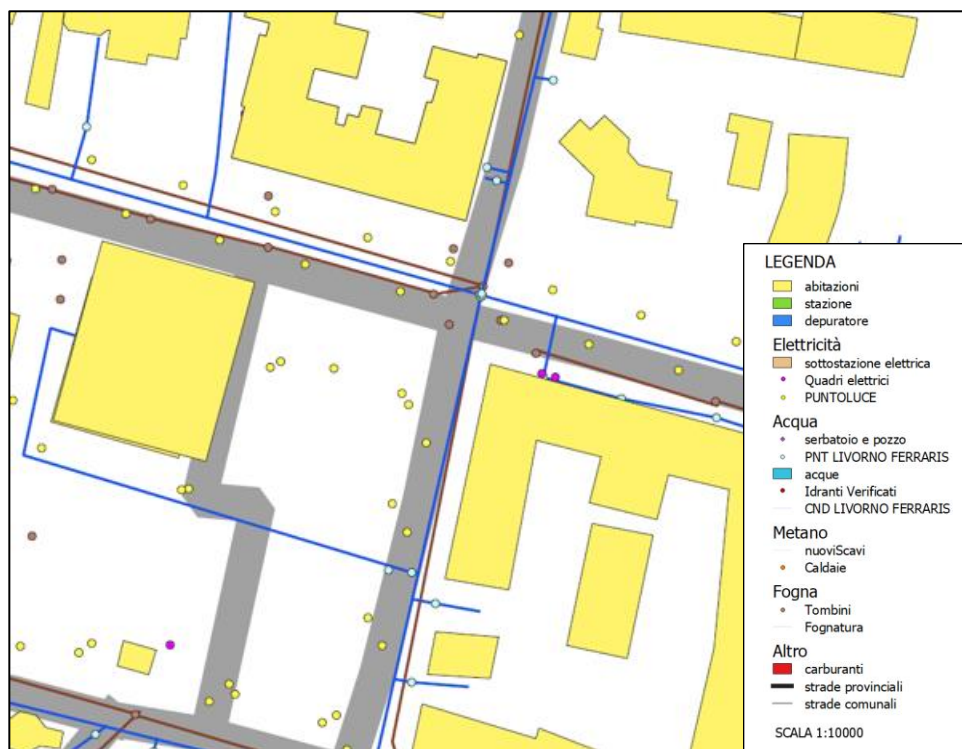 LEGENDA
abitazioni
stazione
depuratore
Elettricità
sottostazione elettrica
Quadri elettrici
PUNTOLUCE
Acqua
serbatoio e pozzo
PNT LIVORNO FERRARIS
acque
Idranti Verificati
CND LIVORNO FERRARIS
Metano
nuoviScavi
Caldaie
Fogna
Tombini
Fognatura
Altro
carburanti
strade provinciali
strade comunali
SCALA 1:10000